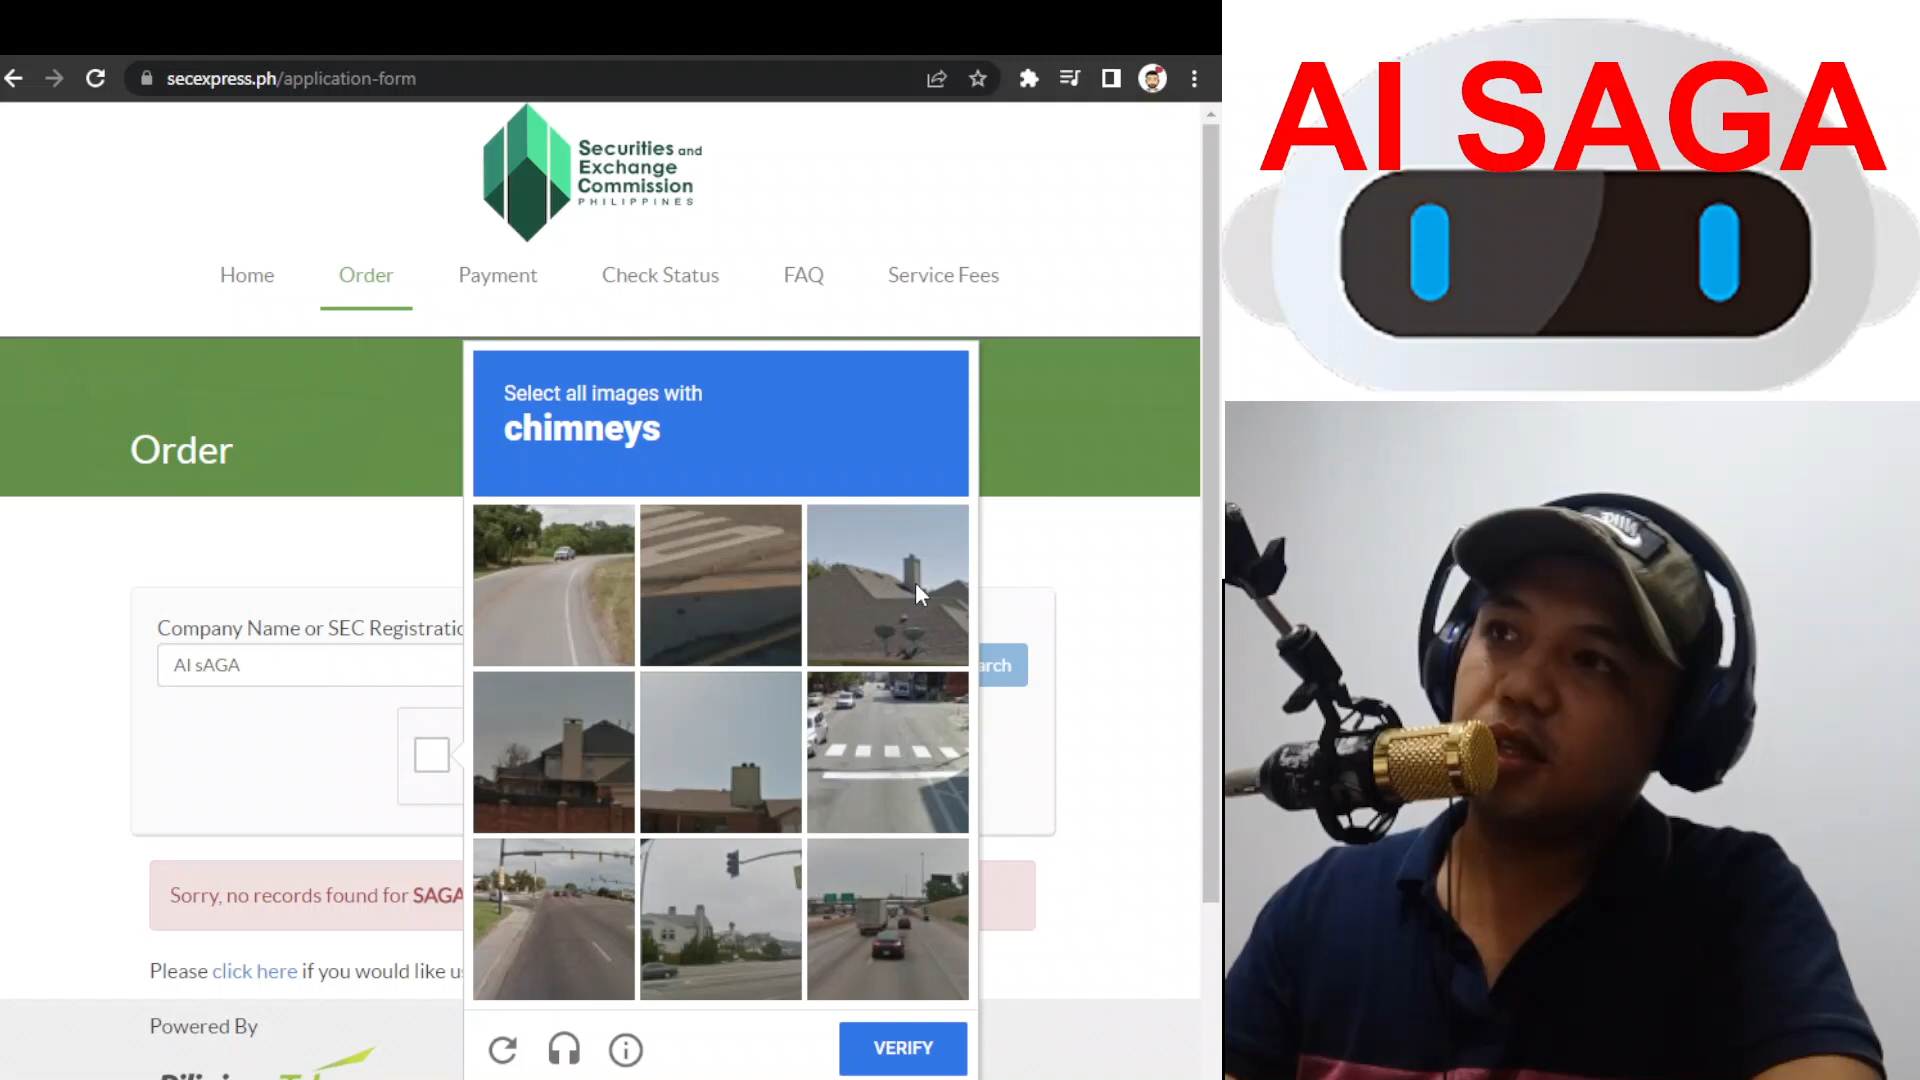 secexpress.ph/application-form
AI SAGA
Securities and
Exchange
Commission
PHILIPPINES
Home Order Payment Check Status FAQ Service Fees
Select all images with
chimneys
Order
Company Name or SEC Registratio
AI sAGA
arch
Sorry, no records found for SAGA
Please click here if you would like u
Powered By
VERIFY